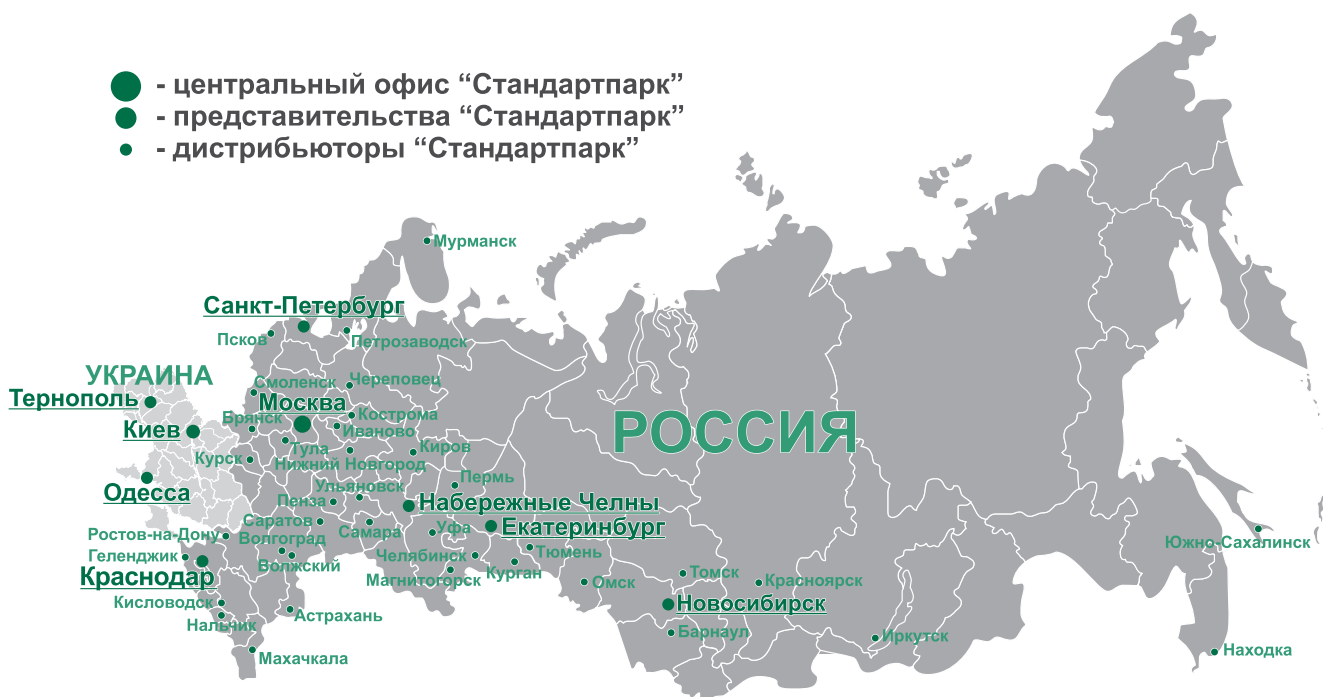 - центральный офис “Стандартпарк”
- представительства “Стандартпарк”
- дистрибьюторы “Стандартпарк”
Мурманск
Санкт-Петербург
Псков
Петрозаводск
УКРАИНА
Смоленск
Череповец
Тернополь
Москва
Брянск
Кострома
РОССИЯ
Киев
Иваново
Тула
Киров
Курск
Нижний Новгород
Пермь
Одесса
Ульяновск
Пенза
Набережные Челны
Саратов
Екатеринбург
Ростов-на-Дону
Волгоград
Самара
Уфа
Южно-Сахалинск
Геленджик
Волжский
Челябинск
Тюмень
Краснодар
Магнитогорск
Курган
Омск
Томск
Красноярск
Кисловодск
Новосибирск
Нальчик
Астрахань
Барнаул
Иркутск
Находка
Махачкала